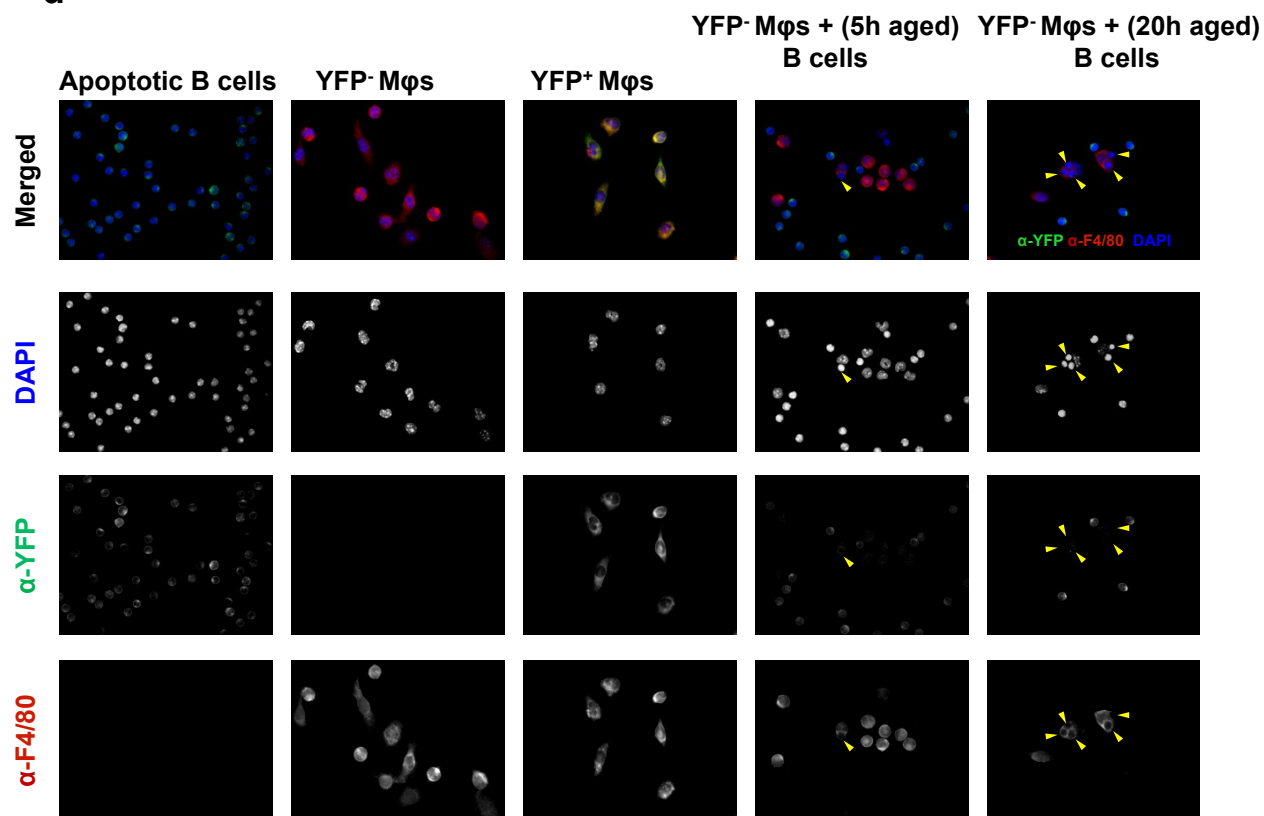 YFP⁻ Mφs + (5h aged) B cells
YFP⁻ Mφs + (20h aged) B cells
Apoptotic B cells
YFP⁻ Mφs
YFP⁺ Mφs
Merged
α-YFP α-F4/80 DAPI
DAPI
α-YFP
α-F4/80